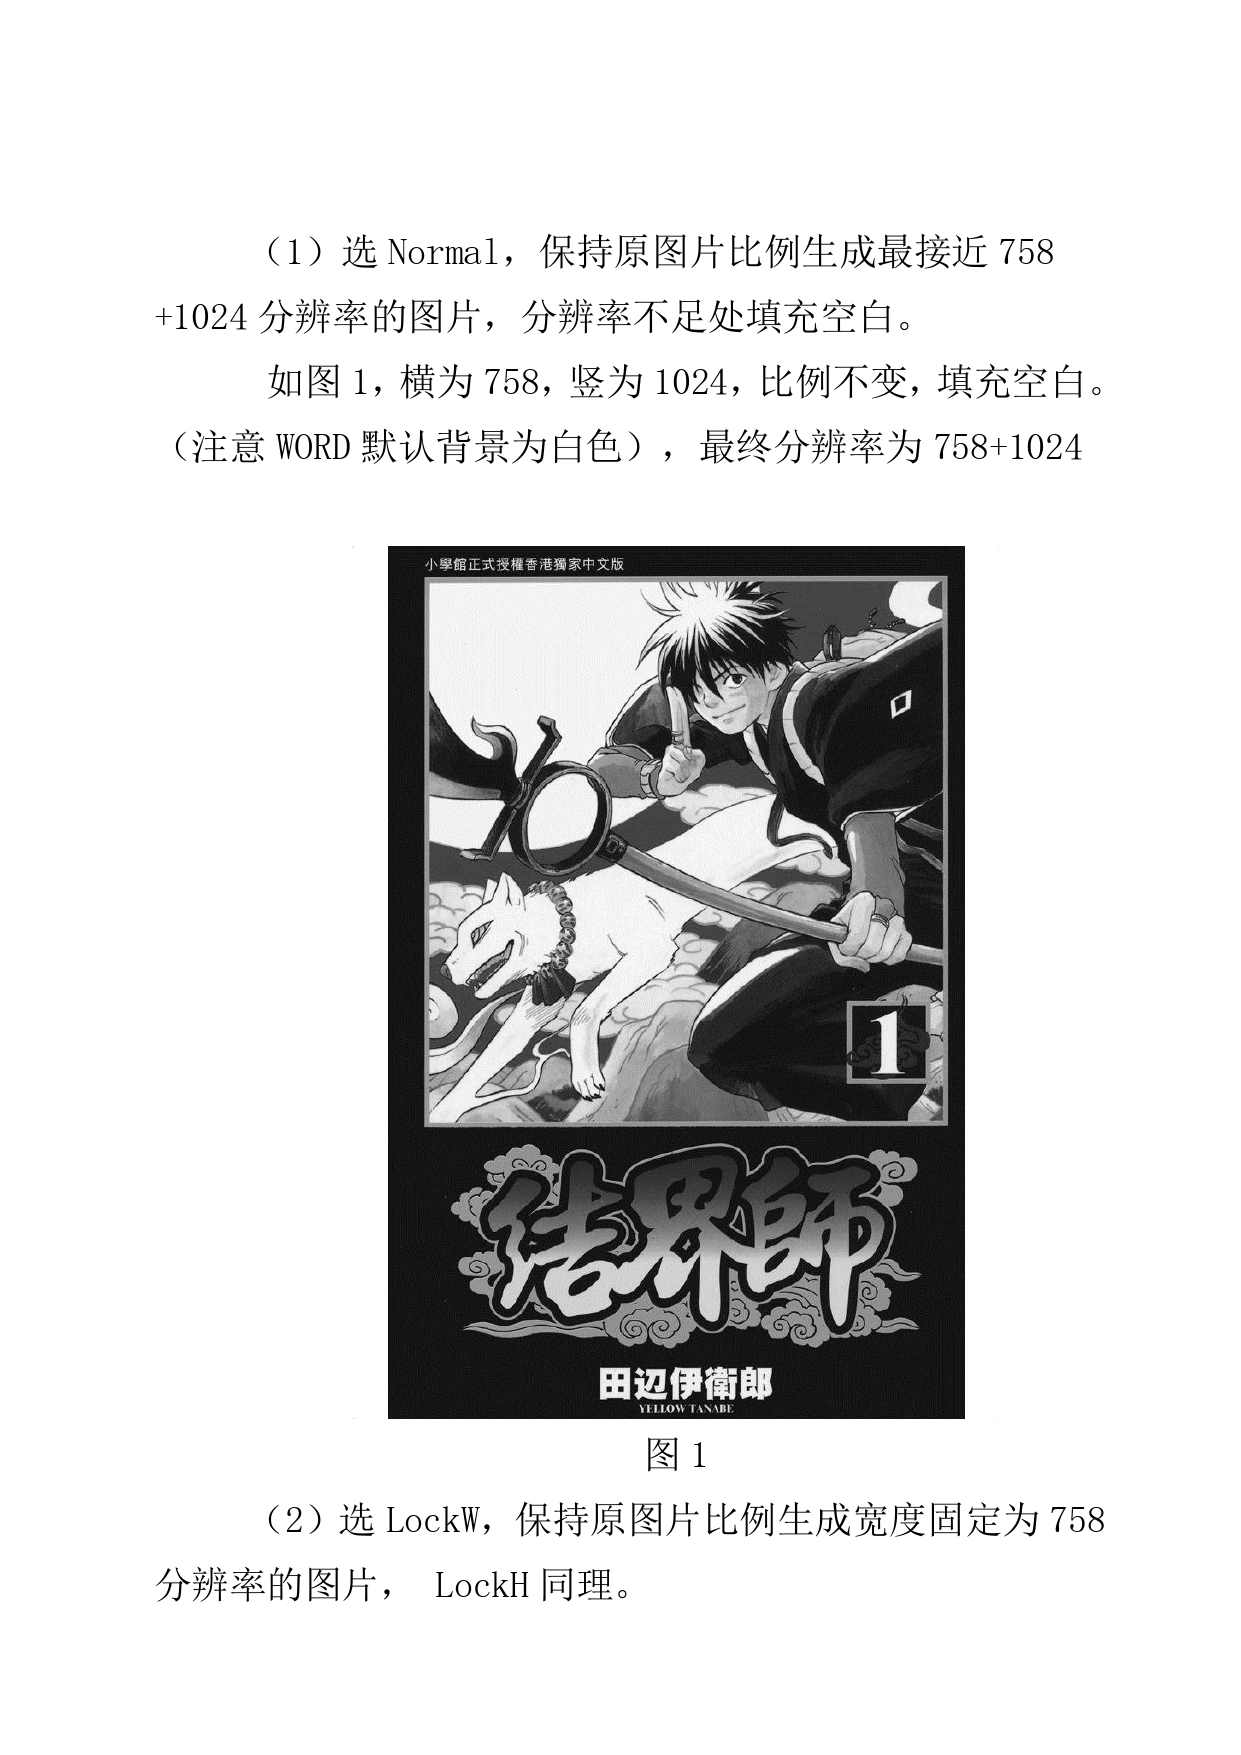 （1）选 Normal，保持原图片比例生成最接近 758
+1024 分辨率的图片，分辨率不足处填充空白。
如图 1，横为 758，竖为 1024，比例不变，填充空白。
（注意 WORD 默认背景为白色），最终分辨率为 758+1024
小學館正式授權香港獨家中文版
1
结界師
田辺伊衛郎
YELLOW TANABE
图 1
（2）选 LockW，保持原图片比例生成宽度固定为 758
分辨率的图片， LockH 同理。